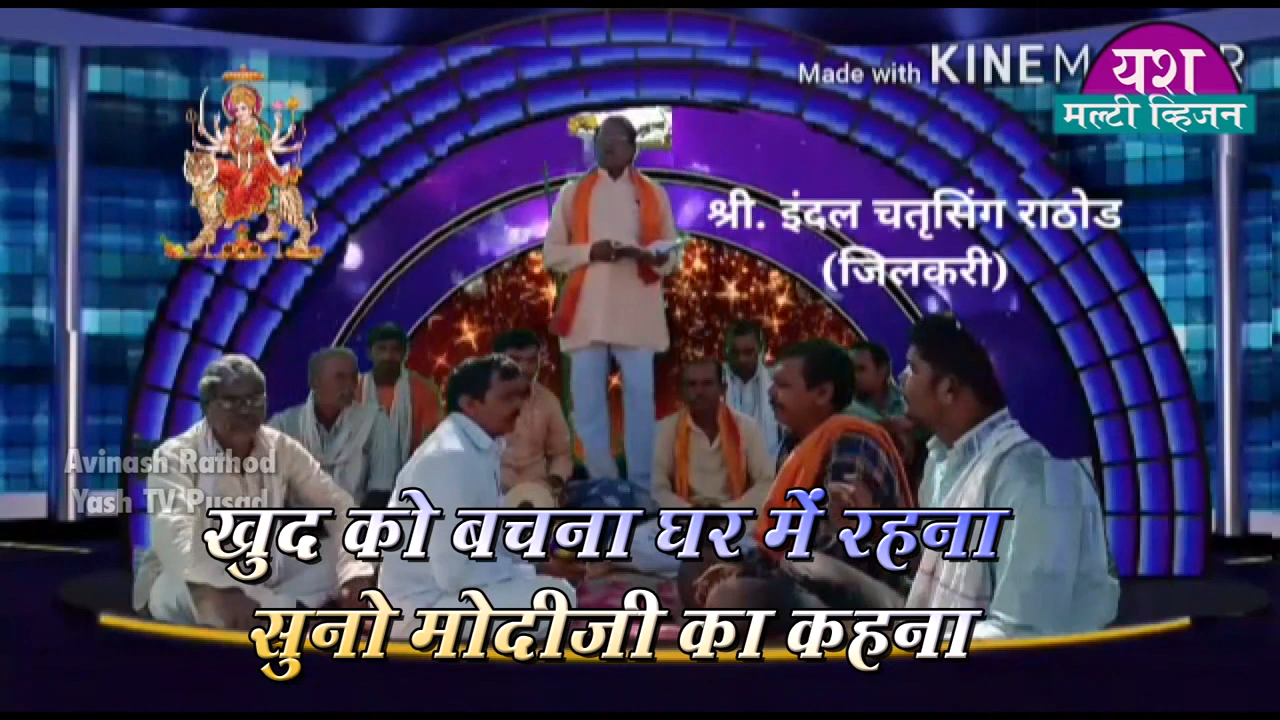 Made with KINEM R
यश
मल्टी व्हिजन
श्री. इंदल चतृसिंग राठोड
(जिलकरी)
Avinash Rathod
Yash TV Pusad
खुद को बचना घर में रहना
सुनो मोदीजी का कहना